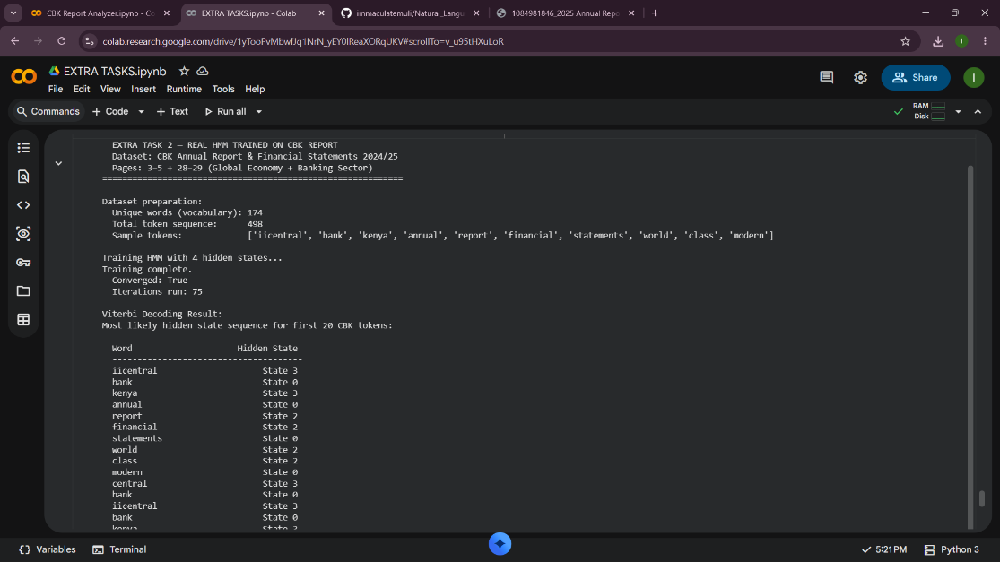 CBK Report Analyzer.ipynb - Co
EXTRA TASKS.ipynb - Colab
immaculatemuli/Natural_Langu
1084981846_2025 Annual Repo
colab.research.google.com/drive/1yTooPvMbwIJq1NrN_yEY0lReaXORqUKV#scrollTo=v_u95tHXuLoR
I
CO
EXTRA TASKS.ipynb
File Edit View Insert Runtime Tools Help
Share
I
Commands + Code + Text Run all
RAM
Disk
EXTRA TASK 2 — REAL HMM TRAINED ON CBK REPORT
Dataset: CBK Annual Report & Financial Statements 2024/25
Pages: 3–5 + 28–29 (Global Economy + Banking Sector)
============================================================
Dataset preparation:
Unique words (vocabulary): 174
Total token sequence: 498
Sample tokens: ['iicentral', 'bank', 'kenya', 'annual', 'report', 'financial', 'statements', 'world', 'class', 'modern']
Training HMM with 4 hidden states...
Training complete.
Converged: True
Iterations run: 75
Viterbi Decoding Result:
Most likely hidden state sequence for first 20 CBK tokens:
Word Hidden State
--------------------------------------
iicentral State 3
bank State 0
kenya State 3
annual State 0
report State 2
financial State 2
statements State 0
world State 2
class State 2
modern State 0
central State 3
bank State 0
iicentral State 3
bank State 0
kenya State 3
Variables Terminal
5:21 PM Python 3